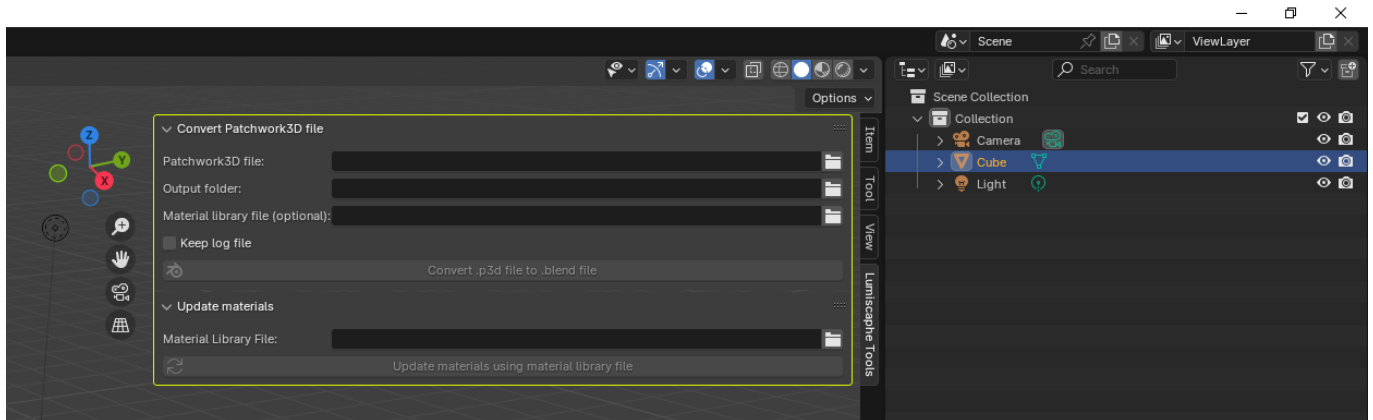 Scene
ViewLayer
Options
Search
Scene Collection
Collection
Camera
Cube
Light
Z
Y
X
Convert Patchwork3D file
Patchwork3D file:
Output folder:
Material library file (optional):
Keep log file
Convert .p3d file to .blend file
Update materials
Material Library File:
Update materials using material library file
Item
Tool
View
Lumiscaphe Tools